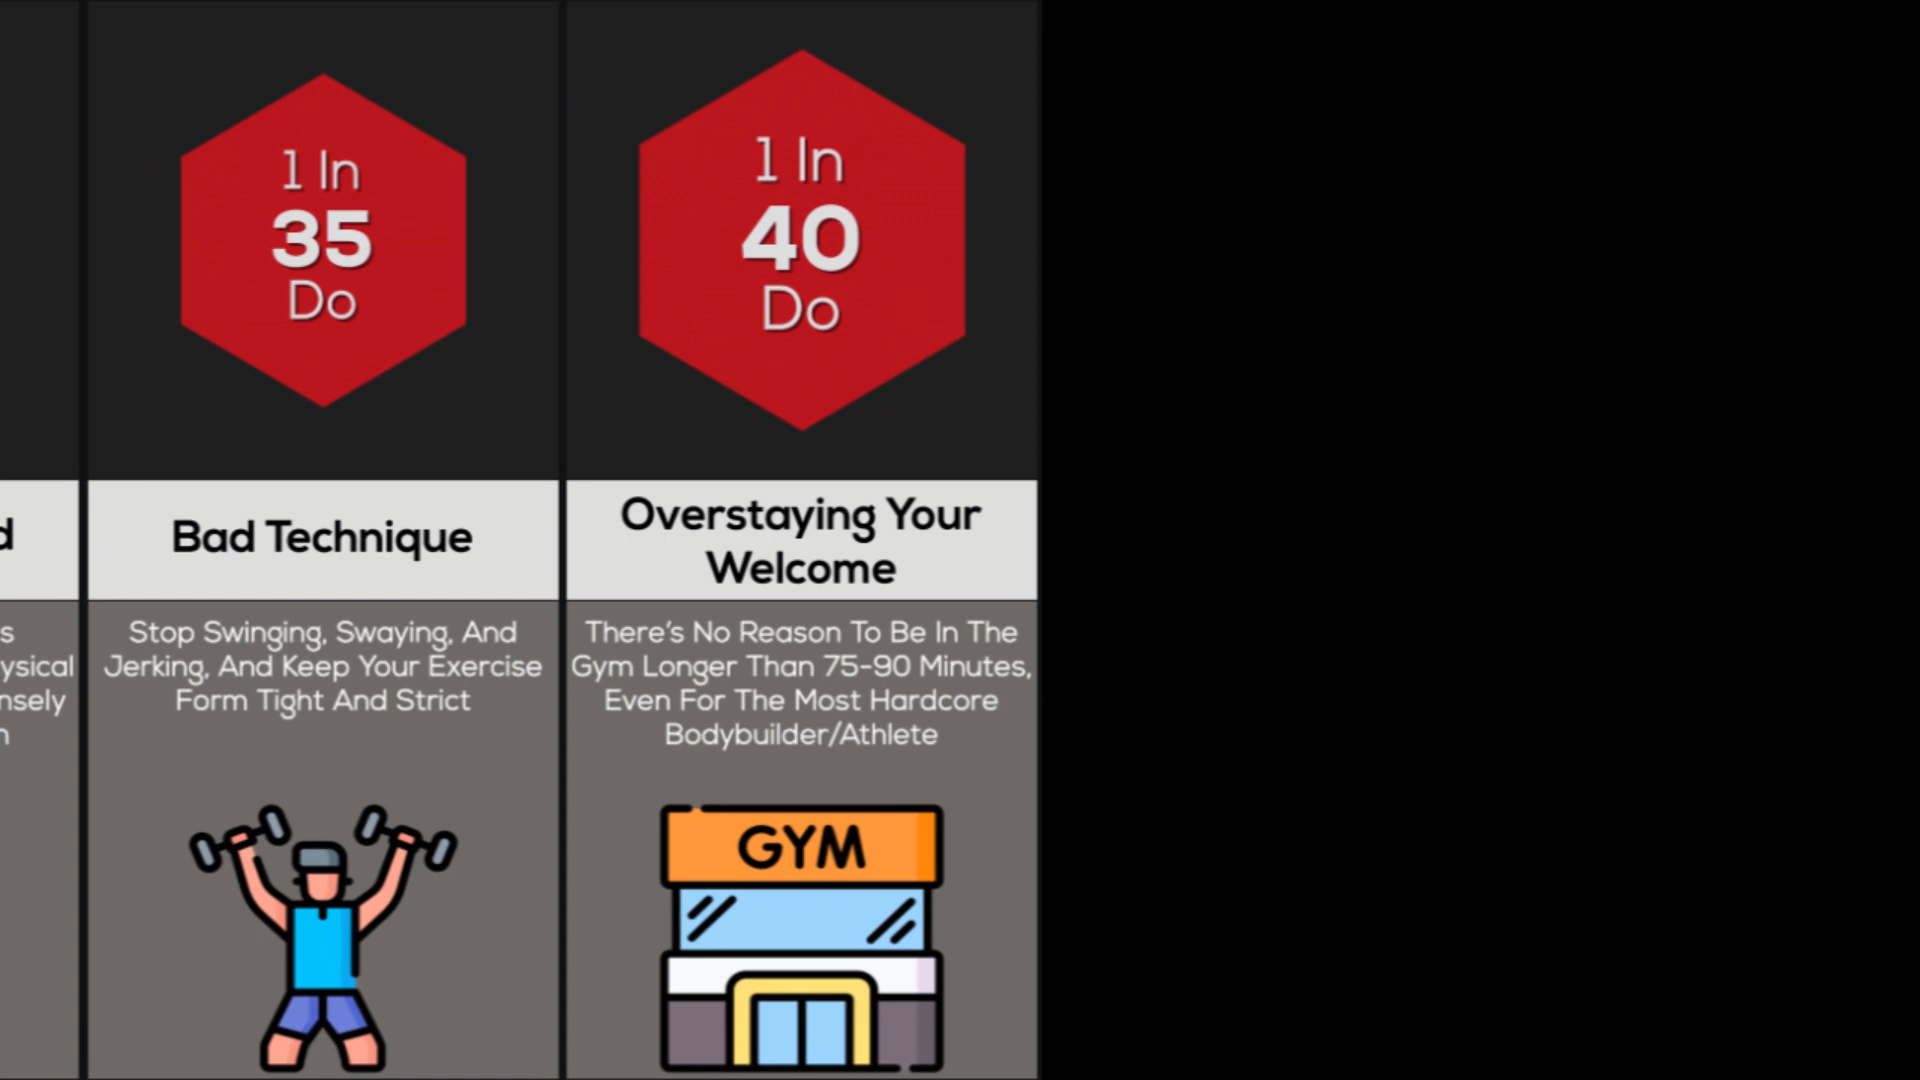 1 In
35
Do
1 In
40
Do
d
Bad Technique
Overstaying Your
Welcome
s
ysical
nsely
n
Stop Swinging, Swaying, And
Jerking, And Keep Your Exercise
Form Tight And Strict
There's No Reason To Be In The
Gym Longer Than 75-90 Minutes,
Even For The Most Hardcore
Bodybuilder/Athlete
GYM